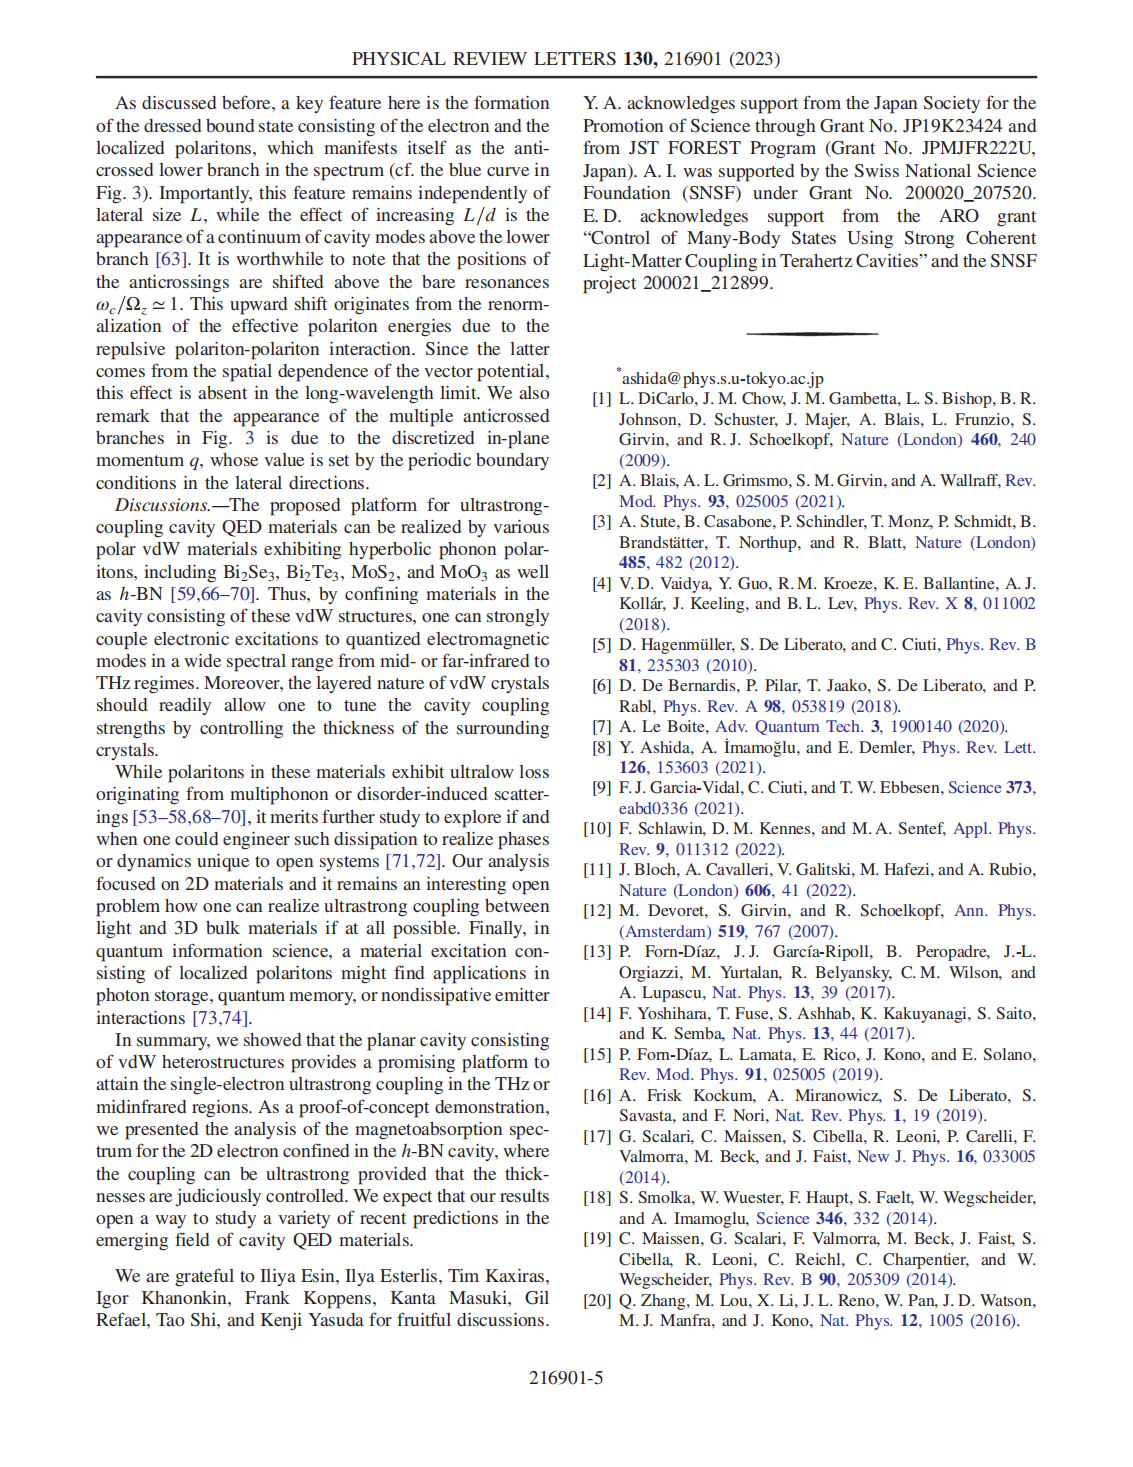 PHYSICAL REVIEW LETTERS 130, 216901 (2023)
As discussed before, a key feature here is the formation
of the dressed bound state consisting of the electron and the
localized polaritons, which manifests itself as the anti-
crossed lower branch in the spectrum (cf. the blue curve in
Fig. 3). Importantly, this feature remains independently of
lateral size L, while the effect of increasing L/d is the
appearance of a continuum of cavity modes above the lower
branch [63]. It is worthwhile to note that the positions of
the anticrossings are shifted above the bare resonances
ω_c/Ω_z ≃ 1. This upward shift originates from the renorm-
alization of the effective polariton energies due to the
repulsive polariton-polariton interaction. Since the latter
comes from the spatial dependence of the vector potential,
this effect is absent in the long-wavelength limit. We also
remark that the appearance of the multiple anticrossed
branches in Fig. 3 is due to the discretized in-plane
momentum q, whose value is set by the periodic boundary
conditions in the lateral directions.
Discussions.—The proposed platform for ultrastrong-
coupling cavity QED materials can be realized by various
polar vdW materials exhibiting hyperbolic phonon polar-
itons, including Bi₂Se₃, Bi₂Te₃, MoS₂, and MoO₃ as well
as h-BN [59,66–70]. Thus, by confining materials in the
cavity consisting of these vdW structures, one can strongly
couple electronic excitations to quantized electromagnetic
modes in a wide spectral range from mid- or far-infrared to
THz regimes. Moreover, the layered nature of vdW crystals
should readily allow one to tune the cavity coupling
strengths by controlling the thickness of the surrounding
crystals.
While polaritons in these materials exhibit ultralow loss
originating from multiphonon or disorder-induced scatter-
ings [53–58,68–70], it merits further study to explore if and
when one could engineer such dissipation to realize phases
or dynamics unique to open systems [71,72]. Our analysis
focused on 2D materials and it remains an interesting open
problem how one can realize ultrastrong coupling between
light and 3D bulk materials if at all possible. Finally, in
quantum information science, a material excitation con-
sisting of localized polaritons might find applications in
photon storage, quantum memory, or nondissipative emitter
interactions [73,74].
In summary, we showed that the planar cavity consisting
of vdW heterostructures provides a promising platform to
attain the single-electron ultrastrong coupling in the THz or
midinfrared regions. As a proof-of-concept demonstration,
we presented the analysis of the magnetoabsorption spec-
trum for the 2D electron confined in the h-BN cavity, where
the coupling can be ultrastrong provided that the thick-
nesses are judiciously controlled. We expect that our results
open a way to study a variety of recent predictions in the
emerging field of cavity QED materials.
We are grateful to Iliya Esin, Ilya Esterlis, Tim Kaxiras,
Igor Khanonkin, Frank Koppens, Kanta Masuki, Gil
Refael, Tao Shi, and Kenji Yasuda for fruitful discussions.
Y. A. acknowledges support from the Japan Society for the
Promotion of Science through Grant No. JP19K23424 and
from JST FOREST Program (Grant No. JPMJFR222U,
Japan). A. I. was supported by the Swiss National Science
Foundation (SNSF) under Grant No. 200020_207520.
E. D. acknowledges support from the ARO grant
“Control of Many-Body States Using Strong Coherent
Light-Matter Coupling in Terahertz Cavities” and the SNSF
project 200021_212899.
*ashida@phys.s.u-tokyo.ac.jp
[1] L. DiCarlo, J. M. Chow, J. M. Gambetta, L. S. Bishop, B. R.
Johnson, D. Schuster, J. Majer, A. Blais, L. Frunzio, S.
Girvin, and R. J. Schoelkopf, Nature (London) 460, 240
(2009).
[2] A. Blais, A. L. Grimsmo, S. M. Girvin, and A. Wallraff, Rev.
Mod. Phys. 93, 025005 (2021).
[3] A. Stute, B. Casabone, P. Schindler, T. Monz, P. Schmidt, B.
Brandstätter, T. Northup, and R. Blatt, Nature (London)
485, 482 (2012).
[4] V. D. Vaidya, Y. Guo, R. M. Kroeze, K. E. Ballantine, A. J.
Kollár, J. Keeling, and B. L. Lev, Phys. Rev. X 8, 011002
(2018).
[5] D. Hagenmüller, S. De Liberato, and C. Ciuti, Phys. Rev. B
81, 235303 (2010).
[6] D. De Bernardis, P. Pilar, T. Jaako, S. De Liberato, and P.
Rabl, Phys. Rev. A 98, 053819 (2018).
[7] A. Le Boite, Adv. Quantum Tech. 3, 1900140 (2020).
[8] Y. Ashida, A. İmamoğlu, and E. Demler, Phys. Rev. Lett.
126, 153603 (2021).
[9] F. J. Garcia-Vidal, C. Ciuti, and T. W. Ebbesen, Science 373,
eabd0336 (2021).
[10] F. Schlawin, D. M. Kennes, and M. A. Sentef, Appl. Phys.
Rev. 9, 011312 (2022).
[11] J. Bloch, A. Cavalleri, V. Galitski, M. Hafezi, and A. Rubio,
Nature (London) 606, 41 (2022).
[12] M. Devoret, S. Girvin, and R. Schoelkopf, Ann. Phys.
(Amsterdam) 519, 767 (2007).
[13] P. Forn-Díaz, J. J. García-Ripoll, B. Peropadre, J.-L.
Orgiazzi, M. Yurtalan, R. Belyansky, C. M. Wilson, and
A. Lupascu, Nat. Phys. 13, 39 (2017).
[14] F. Yoshihara, T. Fuse, S. Ashhab, K. Kakuyanagi, S. Saito,
and K. Semba, Nat. Phys. 13, 44 (2017).
[15] P. Forn-Díaz, L. Lamata, E. Rico, J. Kono, and E. Solano,
Rev. Mod. Phys. 91, 025005 (2019).
[16] A. Frisk Kockum, A. Miranowicz, S. De Liberato, S.
Savasta, and F. Nori, Nat. Rev. Phys. 1, 19 (2019).
[17] G. Scalari, C. Maissen, S. Cibella, R. Leoni, P. Carelli, F.
Valmorra, M. Beck, and J. Faist, New J. Phys. 16, 033005
(2014).
[18] S. Smolka, W. Wuester, F. Haupt, S. Faelt, W. Wegscheider,
and A. Imamoglu, Science 346, 332 (2014).
[19] C. Maissen, G. Scalari, F. Valmorra, M. Beck, J. Faist, S.
Cibella, R. Leoni, C. Reichl, C. Charpentier, and W.
Wegscheider, Phys. Rev. B 90, 205309 (2014).
[20] Q. Zhang, M. Lou, X. Li, J. L. Reno, W. Pan, J. D. Watson,
M. J. Manfra, and J. Kono, Nat. Phys. 12, 1005 (2016).
216901-5